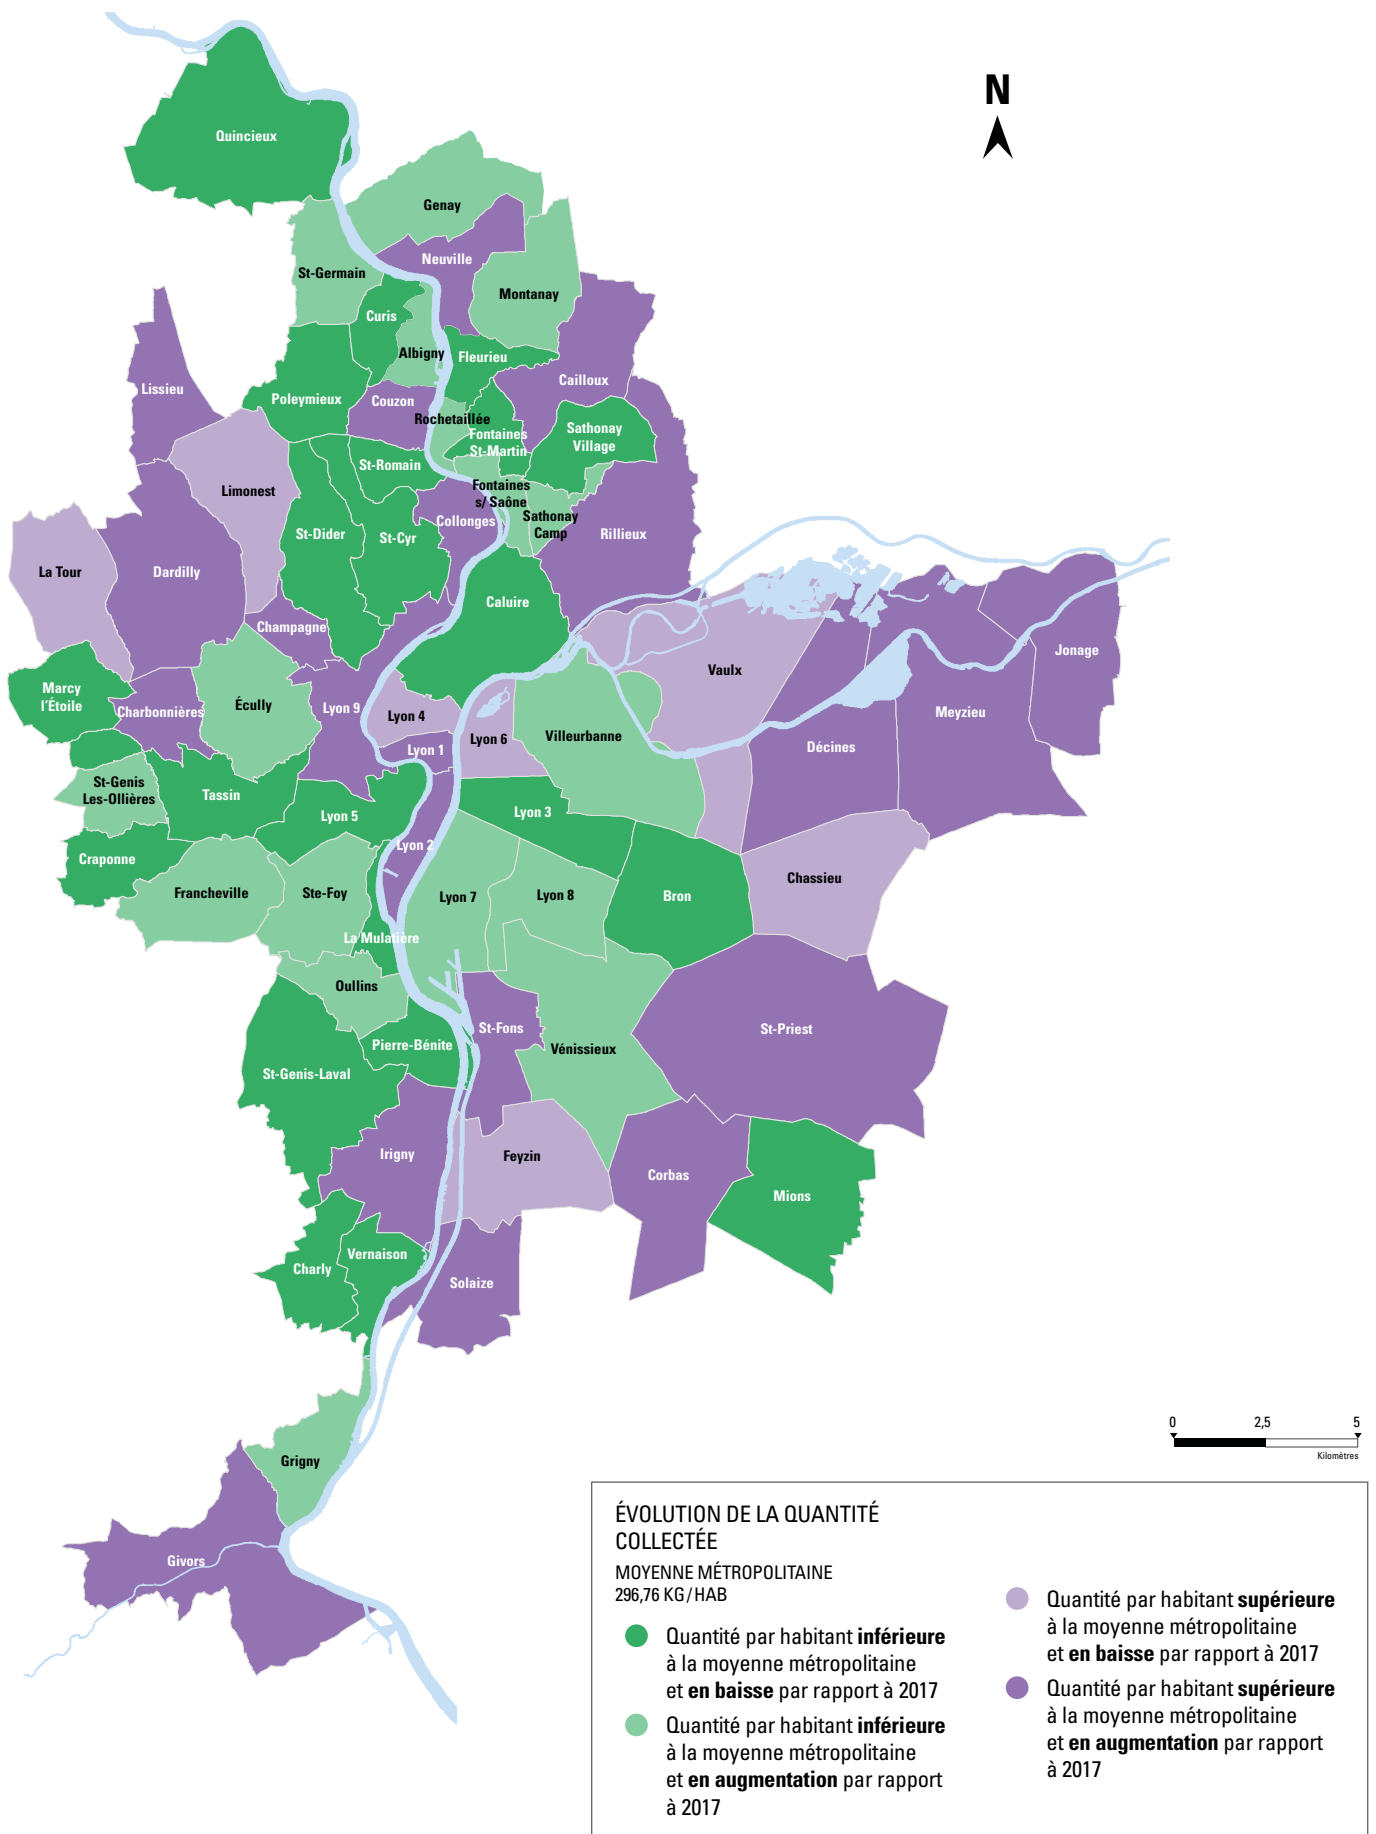 N
Quincieux
Genay
Neuville
St-Germain
Montanay
Curis
Albigny
Fleurieu
Cailloux
Lissieu
Poleymieux
Couzon
Rochetaillée
Fontaines
St-Martin
Sathonay
Village
St-Romain
Limonest
Fontaines
s/ Saône
Collonges
Sathonay
Camp
Rillieux
St-Dider
St-Cyr
La Tour
Dardilly
Caluire
Champagne
Jonage
Vaulx
Marcy
l'Étoile
Charbonnières
Écully
Lyon 9
Lyon 4
Meyzieu
Lyon 6
Villeurbanne
Lyon 1
Décines
St-Genis
Les-Ollières
Tassin
Lyon 5
Lyon 3
Lyon 2
Craponne
Francheville
Ste-Foy
Lyon 7
Lyon 8
Bron
Chassieu
La Mulatière
Oullins
St-Fons
St-Priest
Pierre-Bénite
Vénissieux
St-Genis-Laval
Irigny
Feyzin
Corbas
Mions
Vernaison
Charly
Solaize
0 2,5 5
Kilomètres
Grigny
Givors
ÉVOLUTION DE LA QUANTITÉ
COLLECTÉE
MOYENNE MÉTROPOLITAINE
296,76 KG/HAB
Quantité par habitant inférieure
à la moyenne métropolitaine
et en baisse par rapport à 2017
Quantité par habitant inférieure
à la moyenne métropolitaine
et en augmentation par rapport
à 2017
Quantité par habitant supérieure
à la moyenne métropolitaine
et en baisse par rapport à 2017
Quantité par habitant supérieure
à la moyenne métropolitaine
et en augmentation par rapport
à 2017